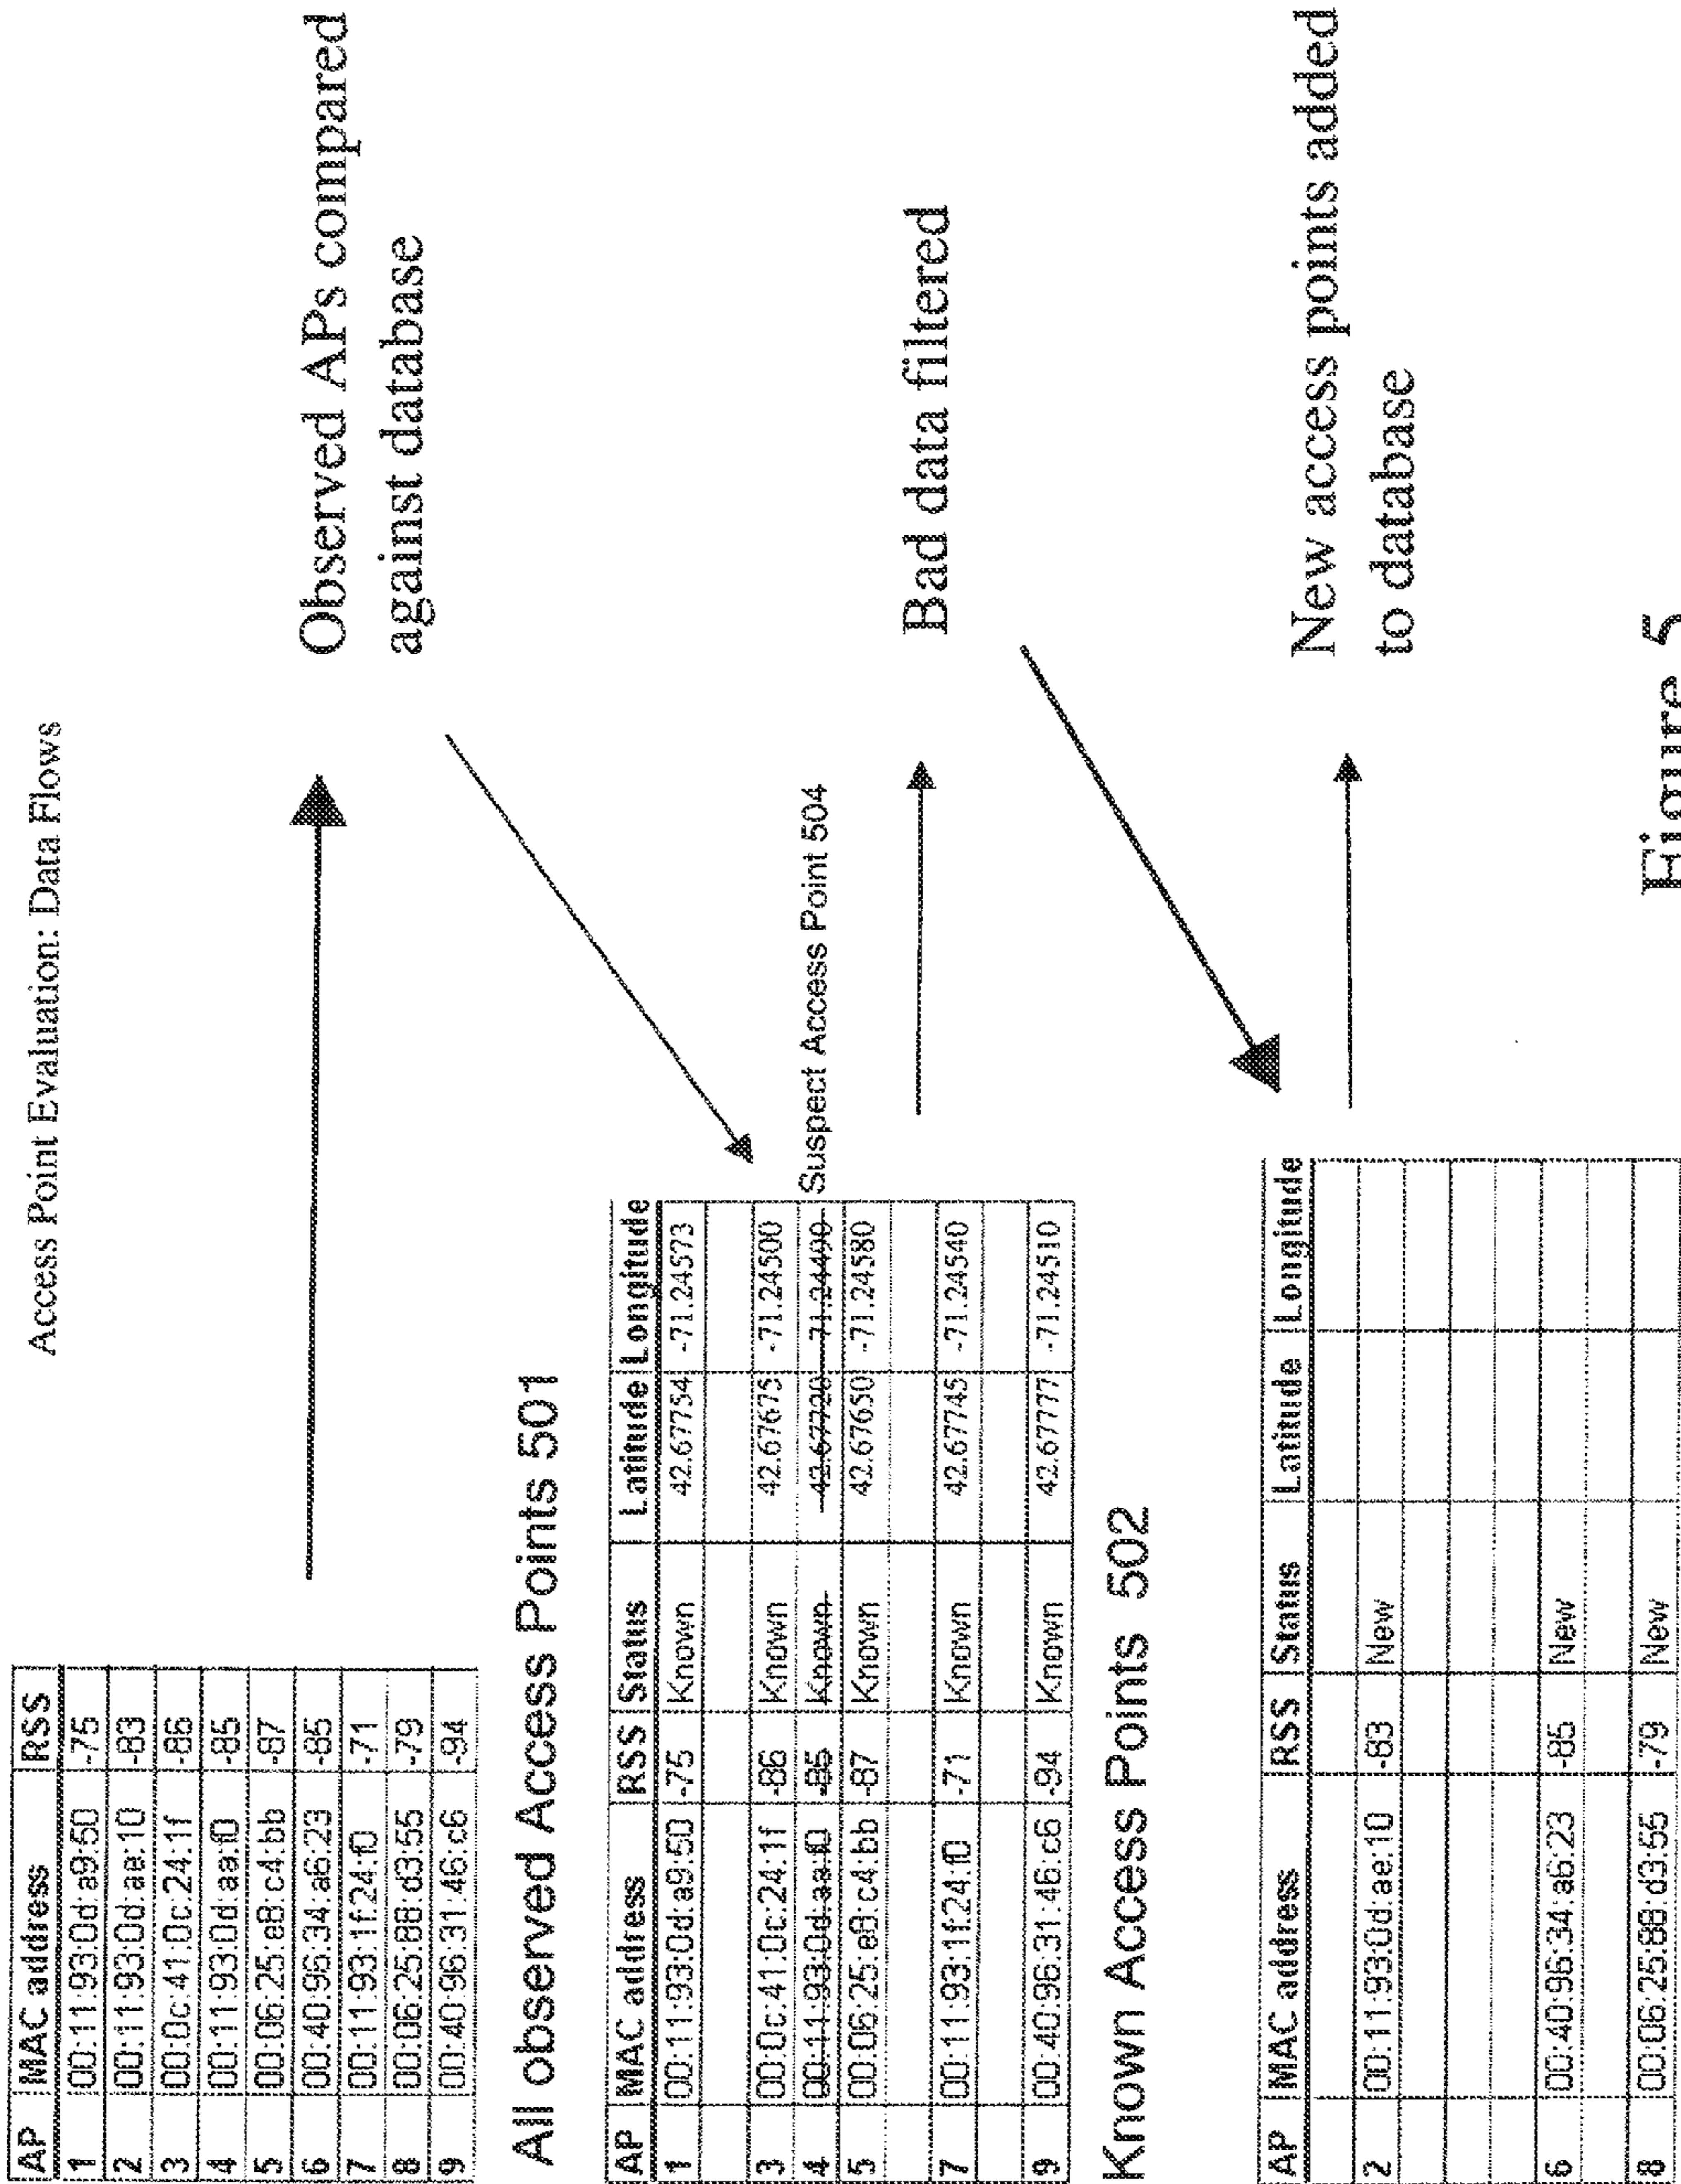 Access Point Evaluation: Data Flows
AP MAC address RSS
1 00:11:93:0d:a9:50 -75
2 00:11:93:0d:ae:10 -83
3 00:0c:41:0c:24:1f -86
4 00:11:93:0d:aa:f0 -85
5 00:06:25:e8:c4:bb -87
6 00:40:96:34:a6:23 -85
7 00:11:93:1f:24:f0 -71
8 00:06:25:88:d3:55 -79
9 00:40:96:31:46:c6 -94
Observed APs compared
against database
All observed Access Points 501
AP MAC address RSS Status Latitude Longitude
1 00:11:93:0d:a9:50 -75 Known 42.67754 -71.24573
3 00:0c:41:0c:24:1f -86 Known 42.67675 -71.24500
4 00:11:93:0d:aa:f0 -85 Known 42.67720 -71.24490
5 00:06:25:e8:c4:bb -87 Known 42.67650 -71.24580
7 00:11:93:1f:24:f0 -71 Known 42.67745 -71.24540
9 00:40:96:31:46:c6 -94 Known 42.67777 -71.24510
Suspect Access Point 504
Bad data filtered
Known Access Points 502
AP MAC address RSS Status Latitude Longitude
2 00:11:93:0d:ae:10 -83 New
6 00:40:96:34:a6:23 -85 New
8 00:06:25:88:d3:55 -79 New
New access points added
to database
Figure 5